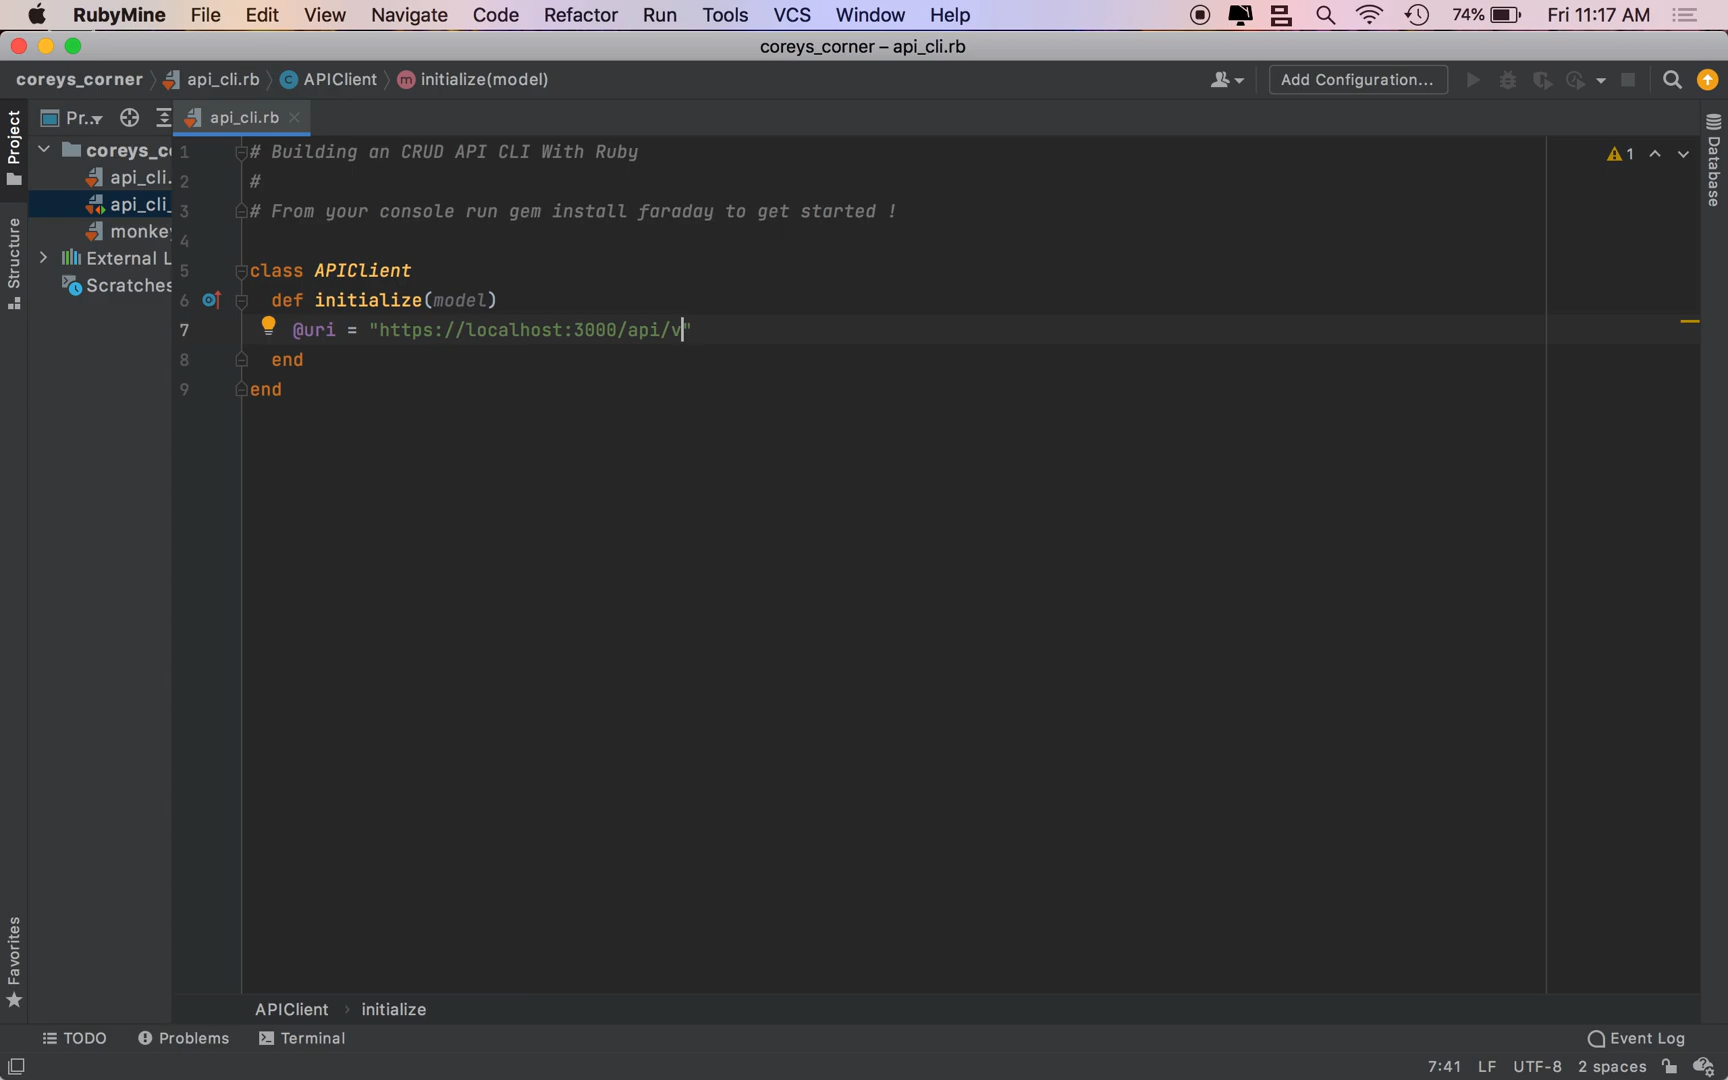 RubyMine File Edit View Navigate Code Refactor Run Tools VCS Window Help 74% Fri 11:17 AM
coreys_corner – api_cli.rb
coreys_corner api_cli.rb APIClient initialize(model) Add Configuration...
Project Pr... api_cli.rb
coreys_c
api_cli.
api_cli_
monkey
External L
Scratches
Structure
Favorites
Database
1 # Building an CRUD API CLI With Ruby
2 #
3 # From your console run gem install faraday to get started !
4
5 class APIClient
6 def initialize(model)
7 @uri = "https://localhost:3000/api/v"
8 end
9 end
1
APIClient initialize
TODO Problems Terminal Event Log
7:41 LF UTF-8 2 spaces